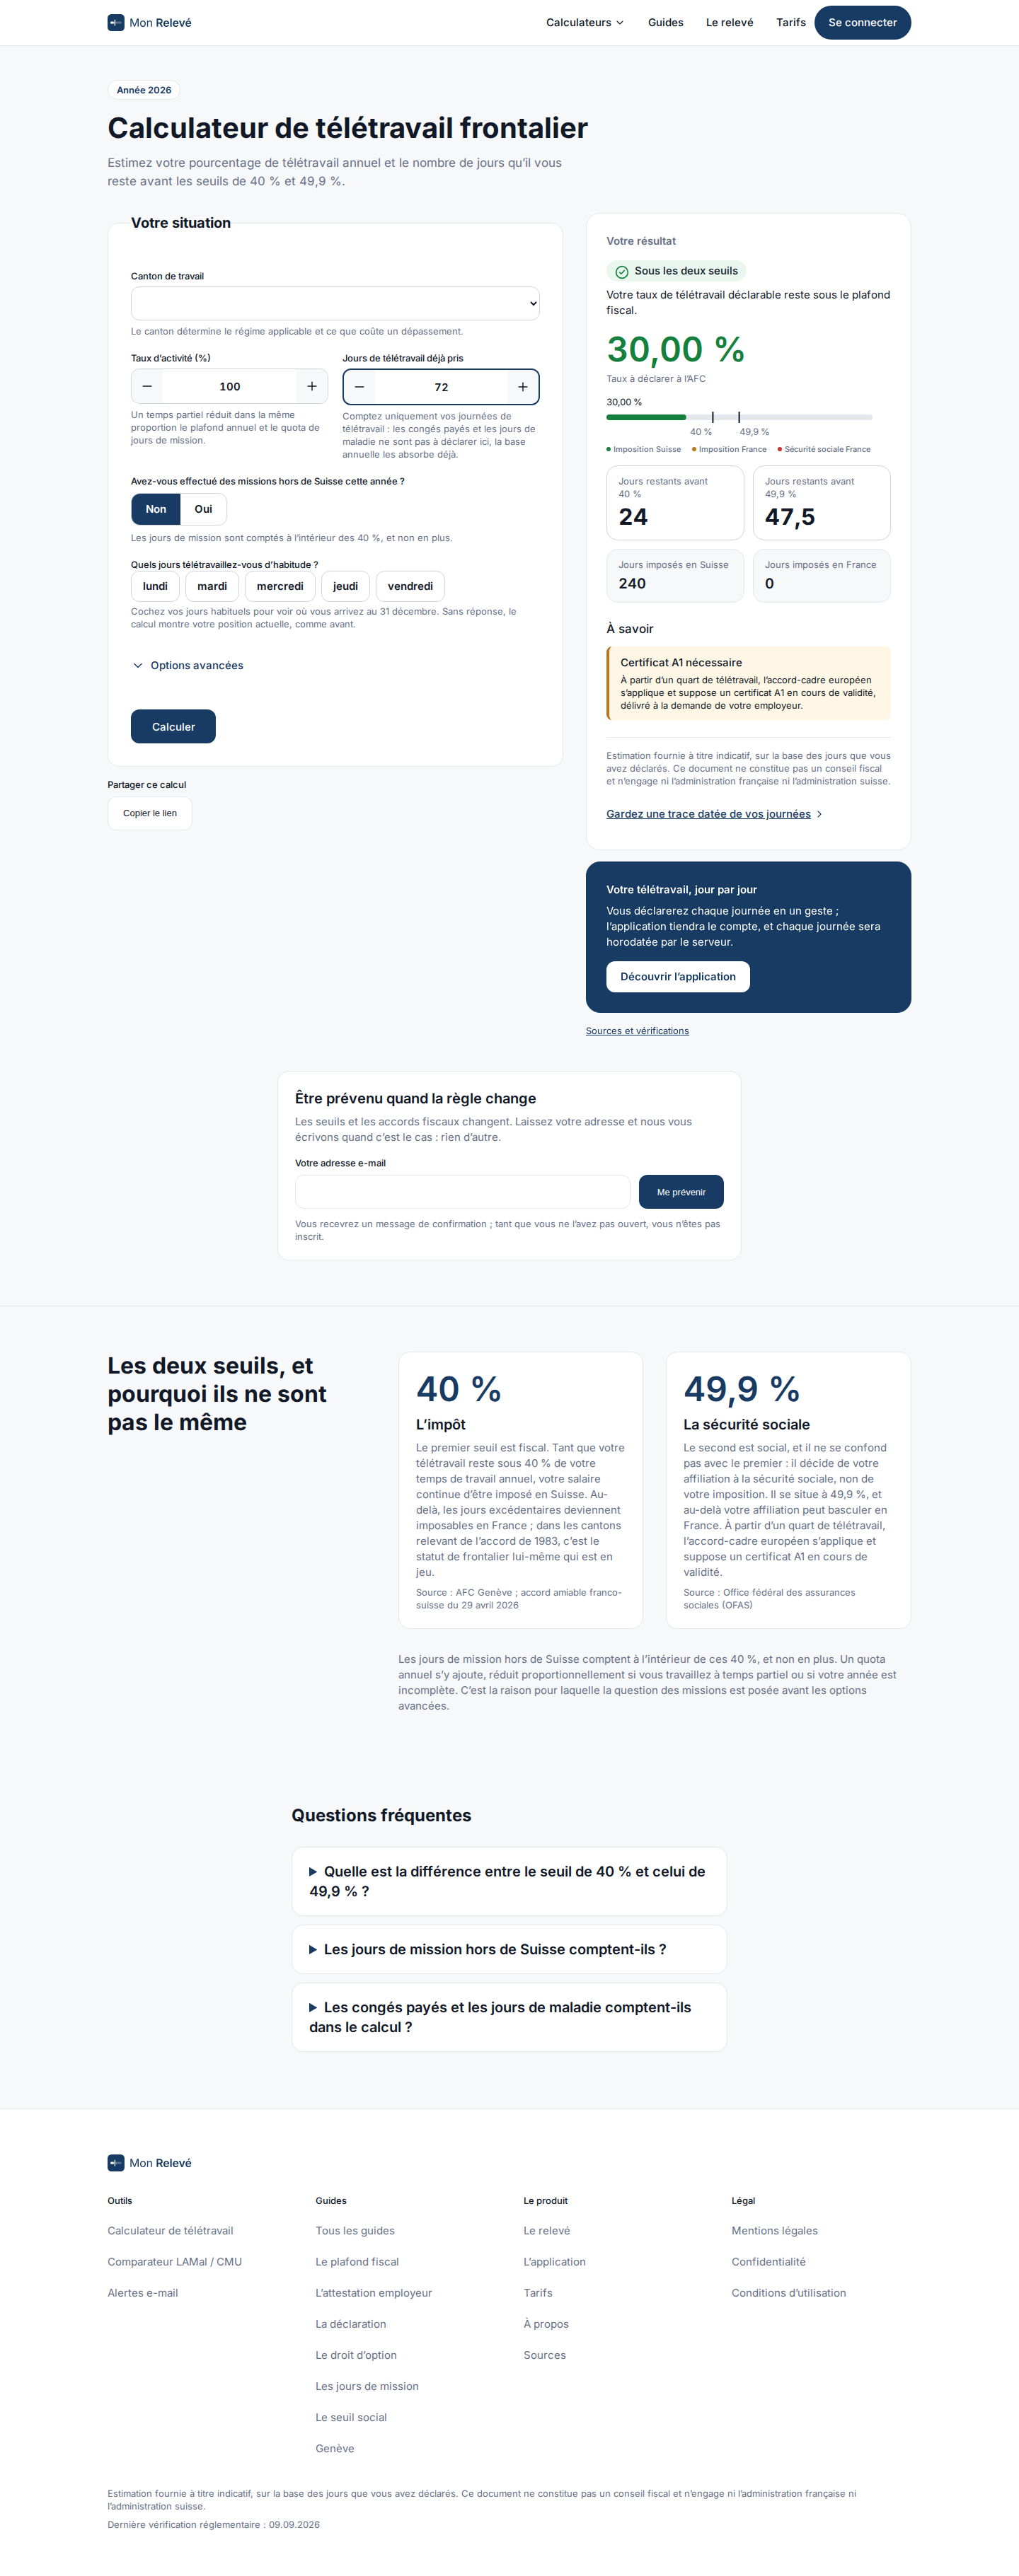 Mon Relevé
Calculateurs
Guides
Le relevé
Tarifs
Se connecter
Année 2026
Calculateur de télétravail frontalier
Estimez votre pourcentage de télétravail annuel et le nombre de jours qu’il vous
reste avant les seuils de 40 % et 49,9 %.
Votre situation
Canton de travail
Le canton détermine le régime applicable et ce que coûte un dépassement.
Taux d’activité (%)
− 100 +
Un temps partiel réduit dans la même
proportion le plafond annuel et le quota de
jours de mission.
Jours de télétravail déjà pris
− 72 +
Comptez uniquement vos journées de
télétravail : les congés payés et les jours de
maladie ne sont pas à déclarer ici, la base
annuelle les absorbe déjà.
Avez-vous effectué des missions hors de Suisse cette année ?
Non Oui
Les jours de mission sont comptés à l’intérieur des 40 %, et non en plus.
Quels jours télétravaillez-vous d’habitude ?
lundi mardi mercredi jeudi vendredi
Cochez vos jours habituels pour voir où vous arrivez au 31 décembre. Sans réponse, le
calcul montre votre position actuelle, comme avant.
Options avancées
Calculer
Partager ce calcul
Copier le lien
Votre résultat
Sous les deux seuils
Votre taux de télétravail déclarable reste sous le plafond
fiscal.
30,00 %
Taux à déclarer à l’AFC
30,00 %
40 % 49,9 %
Imposition Suisse Imposition France Sécurité sociale France
Jours restants avant
40 %
24
Jours restants avant
49,9 %
47,5
Jours imposés en Suisse
240
Jours imposés en France
0
À savoir
Certificat A1 nécessaire
À partir d’un quart de télétravail, l’accord-cadre européen
s’applique et suppose un certificat A1 en cours de validité,
délivré à la demande de votre employeur.
Estimation fournie à titre indicatif, sur la base des jours que vous
avez déclarés. Ce document ne constitue pas un conseil fiscal
et n’engage ni l’administration française ni l’administration suisse.
Gardez une trace datée de vos journées
Votre télétravail, jour par jour
Vous déclarerez chaque journée en un geste ;
l’application tiendra le compte, et chaque journée sera
horodatée par le serveur.
Découvrir l’application
Sources et vérifications
Être prévenu quand la règle change
Les seuils et les accords fiscaux changent. Laissez votre adresse et nous vous
écrivons quand c’est le cas : rien d’autre.
Votre adresse e-mail
Me prévenir
Vous recevrez un message de confirmation ; tant que vous ne l’avez pas ouvert, vous n’êtes pas
inscrit.
Les deux seuils, et
pourquoi ils ne sont
pas le même
40 %
L’impôt
Le premier seuil est fiscal. Tant que votre
télétravail reste sous 40 % de votre
temps de travail annuel, votre salaire
continue d’être imposé en Suisse. Au-
delà, les jours excédentaires deviennent
imposables en France ; dans les cantons
relevant de l’accord de 1983, c’est le
statut de frontalier lui-même qui est en
jeu.
Source : AFC Genève ; accord amiable franco-
suisse du 29 avril 2026
49,9 %
La sécurité sociale
Le second est social, et il ne se confond
pas avec le premier : il décide de votre
affiliation à la sécurité sociale, non de
votre imposition. Il se situe à 49,9 %, et
au-delà votre affiliation peut basculer en
France. À partir d’un quart de télétravail,
l’accord-cadre européen s’applique et
suppose un certificat A1 en cours de
validité.
Source : Office fédéral des assurances
sociales (OFAS)
Les jours de mission hors de Suisse comptent à l’intérieur de ces 40 %, et non en plus. Un quota
annuel s’y ajoute, réduit proportionnellement si vous travaillez à temps partiel ou si votre année est
incomplète. C’est la raison pour laquelle la question des missions est posée avant les options
avancées.
Questions fréquentes
Quelle est la différence entre le seuil de 40 % et celui de
49,9 % ?
Les jours de mission hors de Suisse comptent-ils ?
Les congés payés et les jours de maladie comptent-ils
dans le calcul ?
Mon Relevé
Outils
Calculateur de télétravail
Comparateur LAMal / CMU
Alertes e-mail
Guides
Tous les guides
Le plafond fiscal
L’attestation employeur
La déclaration
Le droit d’option
Les jours de mission
Le seuil social
Genève
Le produit
Le relevé
L’application
Tarifs
À propos
Sources
Légal
Mentions légales
Confidentialité
Conditions d’utilisation
Estimation fournie à titre indicatif, sur la base des jours que vous avez déclarés. Ce document ne constitue pas un conseil fiscal et n’engage ni l’administration française ni
l’administration suisse.
Dernière vérification réglementaire : 09.09.2026